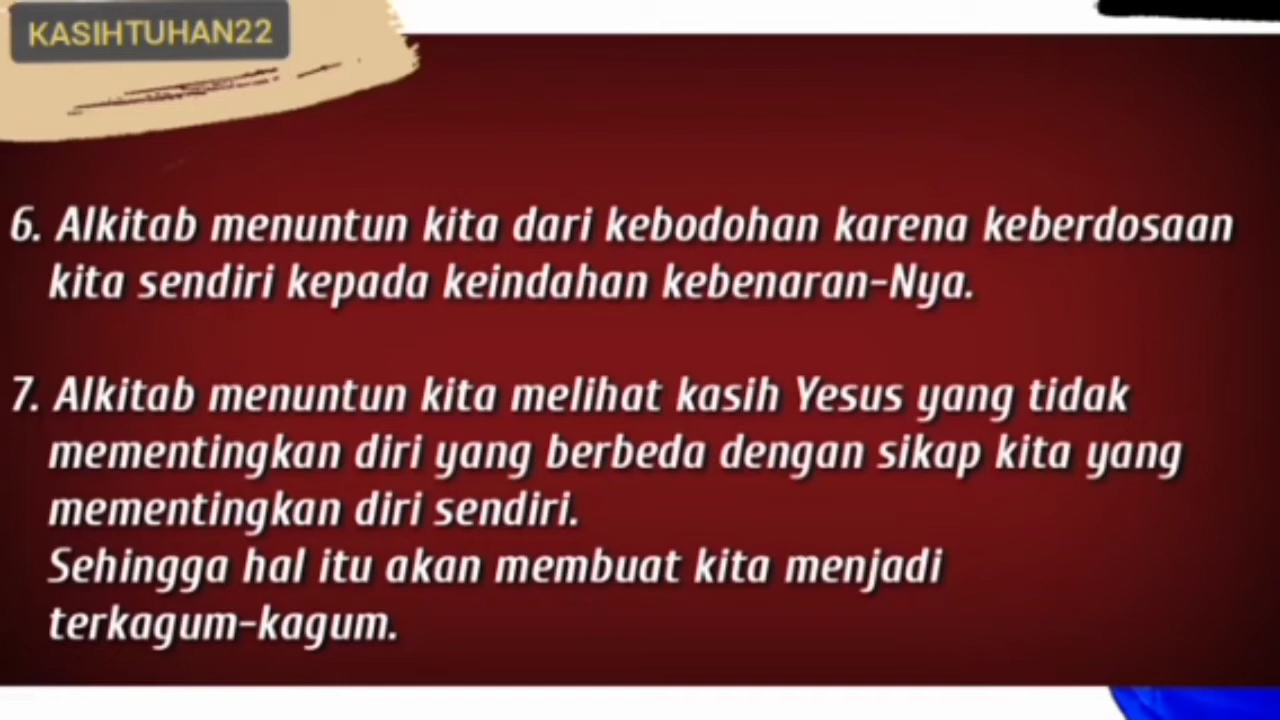 KASIHTUHAN22
6. Alkitab menuntun kita dari kebodohan karena keberdosaan
kita sendiri kepada keindahan kebenaran-Nya.
7. Alkitab menuntun kita melihat kasih Yesus yang tidak
mementingkan diri yang berbeda dengan sikap kita yang
mementingkan diri sendiri.
Sehingga hal itu akan membuat kita menjadi
terkagum-kagum.